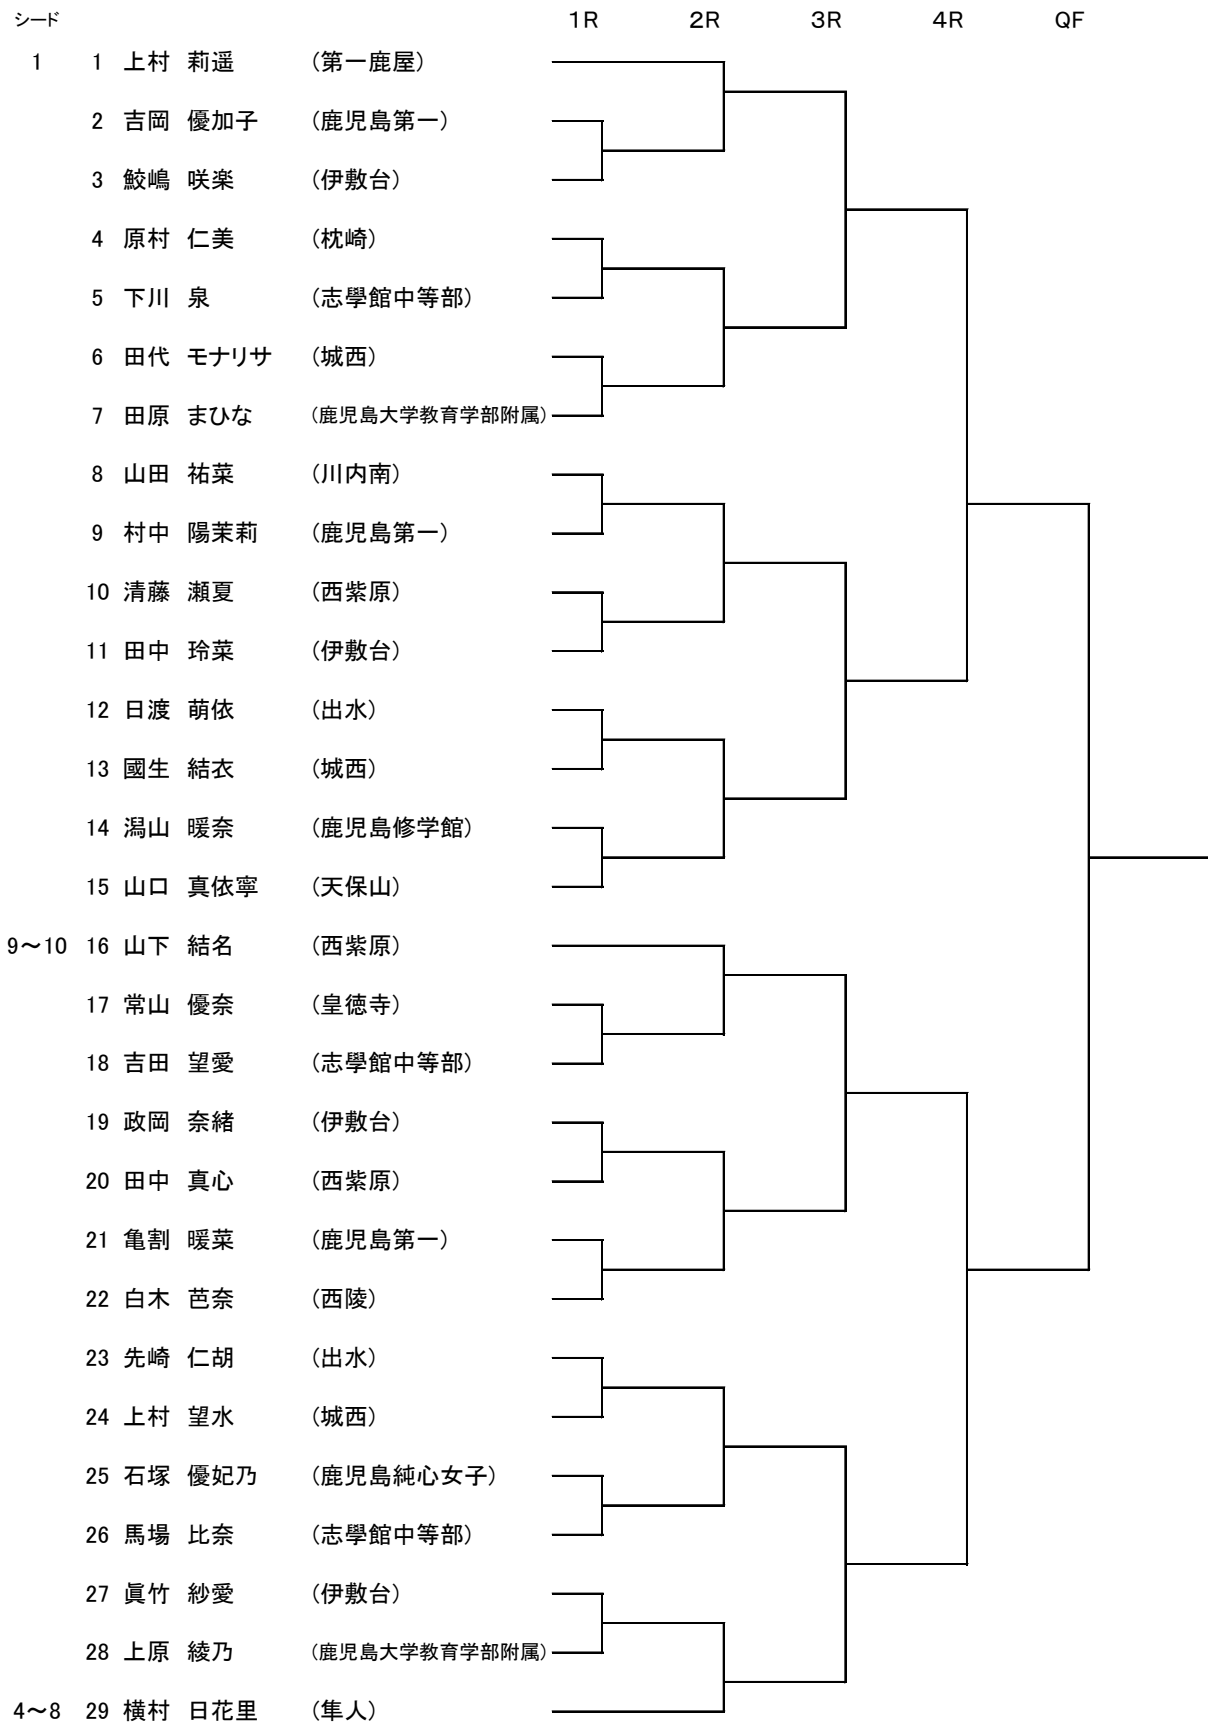 シード 1R 2R 3R 4R QF
1 1 上村 莉遥 (第一鹿屋)
2 吉岡 優加子 (鹿児島第一)
3 鮫嶋 咲楽 (伊敷台)
4 原村 仁美 (枕崎)
5 下川 泉 (志學館中等部)
6 田代 モナリサ (城西)
7 田原 まひな (鹿児島大学教育学部附属)
8 山田 祐菜 (川内南)
9 村中 陽茉莉 (鹿児島第一)
10 清藤 瀬夏 (西紫原)
11 田中 玲菜 (伊敷台)
12 日渡 萌依 (出水)
13 國生 結衣 (城西)
14 潟山 暖奈 (鹿児島修学館)
15 山口 真依寧 (天保山)
9～10 16 山下 結名 (西紫原)
17 常山 優奈 (皇徳寺)
18 吉田 望愛 (志學館中等部)
19 政岡 奈緒 (伊敷台)
20 田中 真心 (西紫原)
21 亀割 暖菜 (鹿児島第一)
22 白木 芭奈 (西陵)
23 先崎 仁胡 (出水)
24 上村 望水 (城西)
25 石塚 優妃乃 (鹿児島純心女子)
26 馬場 比奈 (志學館中等部)
27 眞竹 紗愛 (伊敷台)
28 上原 綾乃 (鹿児島大学教育学部附属)
4～8 29 横村 日花里 (隼人)